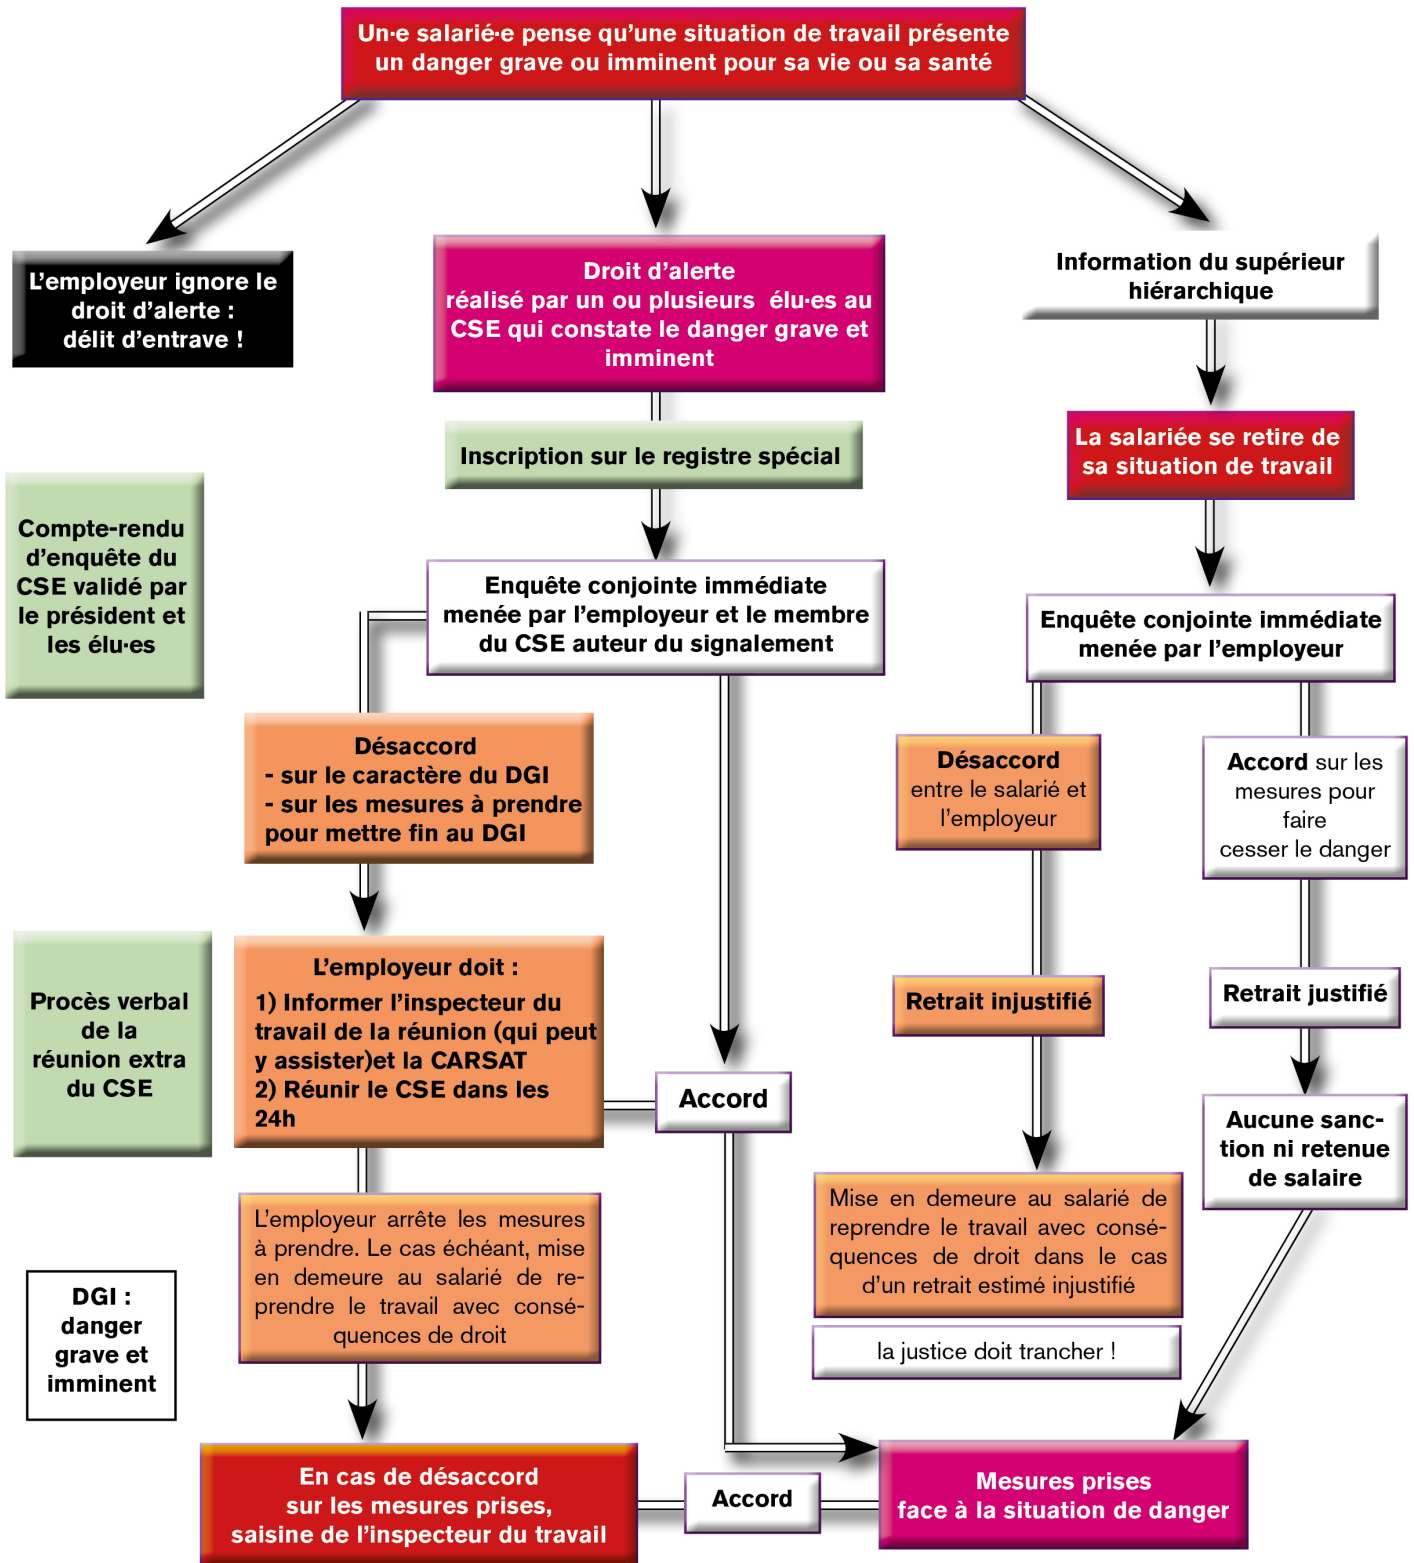 Un·e salarié·e pense qu'une situation de travail présente
un danger grave ou imminent pour sa vie ou sa santé
L'employeur ignore le
droit d'alerte :
délit d'entrave !
Droit d'alerte
réalisé par un ou plusieurs élu·es au
CSE qui constate le danger grave et
imminent
Information du supérieur
hiérarchique
Inscription sur le registre spécial
La salariée se retire de
sa situation de travail
Compte-rendu
d'enquête du
CSE validé par
le président et
les élu·es
Enquête conjointe immédiate
menée par l'employeur et le membre
du CSE auteur du signalement
Enquête conjointe immédiate
menée par l'employeur
Désaccord
- sur le caractère du DGI
- sur les mesures à prendre
pour mettre fin au DGI
Désaccord
entre le salarié et
l'employeur
Accord sur les
mesures pour
faire
cesser le danger
Procès verbal
de la
réunion extra
du CSE
L'employeur doit :
1) Informer l'inspecteur du
travail de la réunion (qui peut
y assister)et la CARSAT
2) Réunir le CSE dans les
24h
Accord
Retrait injustifié
Retrait justifié
Aucune sanc-
tion ni retenue
de salaire
L'employeur arrête les mesures
à prendre. Le cas échéant, mise
en demeure au salarié de re-
prendre le travail avec consé-
quences de droit
Mise en demeure au salarié de
reprendre le travail avec consé-
quences de droit dans le cas
d'un retrait estimé injustifié
la justice doit trancher !
DGI :
danger
grave et
imminent
En cas de désaccord
sur les mesures prises,
saisine de l'inspecteur du travail
Accord
Mesures prises
face à la situation de danger